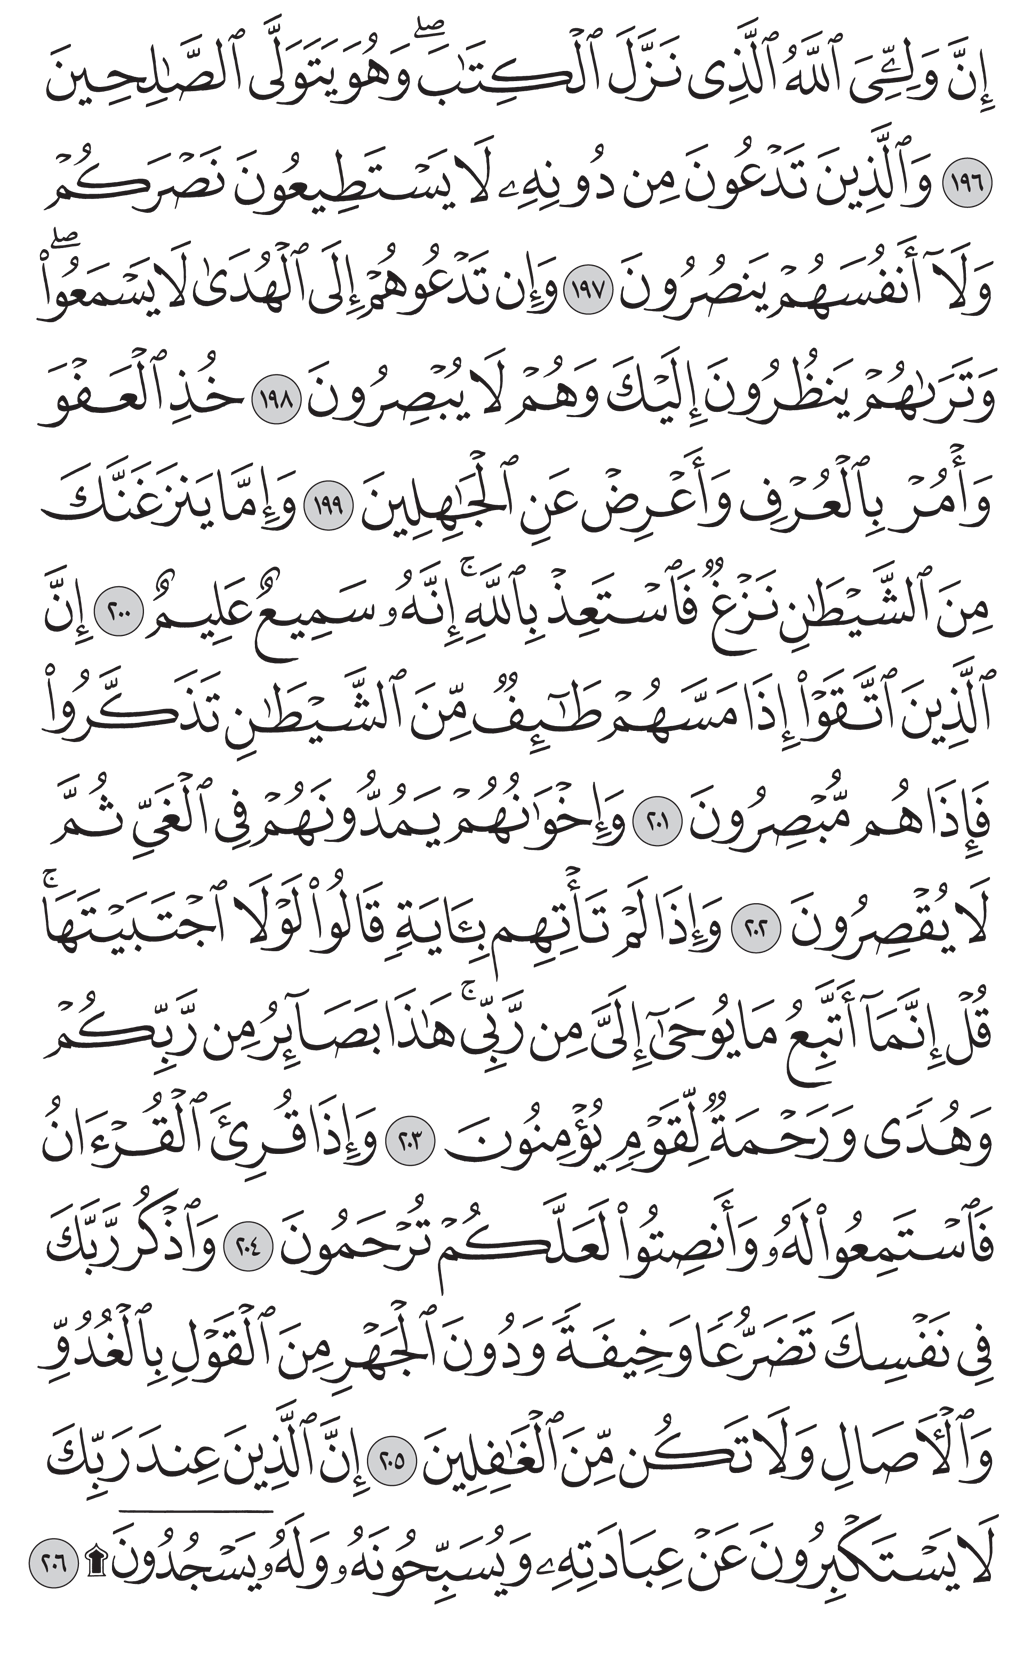 إِنَّ وَلِـِّۧيَ ٱللَّهُ ٱلَّذِي نَزَّلَ ٱلۡكِتَٰبَۖ وَهُوَ يَتَوَلَّى ٱلصَّٰلِحِينَ
١٩٦ وَٱلَّذِينَ تَدۡعُونَ مِن دُونِهِۦ لَا يَسۡتَطِيعُونَ نَصۡرَكُمۡ
وَلَآ أَنفُسَهُمۡ يَنصُرُونَ ١٩٧ وَإِن تَدۡعُوهُمۡ إِلَى ٱلۡهُدَىٰ لَا يَسۡمَعُواْۖ
وَتَرَىٰهُمۡ يَنظُرُونَ إِلَيۡكَ وَهُمۡ لَا يُبۡصِرُونَ ١٩٨ خُذِ ٱلۡعَفۡوَ
وَأۡمُرۡ بِٱلۡعُرۡفِ وَأَعۡرِضۡ عَنِ ٱلۡجَٰهِلِينَ ١٩٩ وَإِمَّا يَنزَغَنَّكَ
مِنَ ٱلشَّيۡطَٰنِ نَزۡغٞ فَٱسۡتَعِذۡ بِٱللَّهِۚ إِنَّهُۥ سَمِيعٌ عَلِيمٌ ٢٠٠ إِنَّ
ٱلَّذِينَ ٱتَّقَوۡاْ إِذَا مَسَّهُمۡ طَٰٓئِفٞ مِّنَ ٱلشَّيۡطَٰنِ تَذَكَّرُواْ
فَإِذَا هُم مُّبۡصِرُونَ ٢٠١ وَإِخۡوَٰنُهُمۡ يَمُدُّونَهُمۡ فِي ٱلۡغَيِّ ثُمَّ
لَا يُقۡصِرُونَ ٢٠٢ وَإِذَا لَمۡ تَأۡتِهِم بِـَٔايَةٖ قَالُواْ لَوۡلَا ٱجۡتَبَيۡتَهَاۚ
قُلۡ إِنَّمَآ أَتَّبِعُ مَا يُوحَىٰٓ إِلَيَّ مِن رَّبِّيۚ هَٰذَا بَصَآئِرُ مِن رَّبِّكُمۡ
وَهُدٗى وَرَحۡمَةٞ لِّقَوۡمٖ يُؤۡمِنُونَ ٢٠٣ وَإِذَا قُرِئَ ٱلۡقُرۡءَانُ
فَٱسۡتَمِعُواْ لَهُۥ وَأَنصِتُواْ لَعَلَّكُمۡ تُرۡحَمُونَ ٢٠٤ وَٱذۡكُر رَّبَّكَ
فِي نَفۡسِكَ تَضَرُّعٗا وَخِيفَةٗ وَدُونَ ٱلۡجَهۡرِ مِنَ ٱلۡقَوۡلِ بِٱلۡغُدُوِّ
وَٱلۡأٓصَالِ وَلَا تَكُن مِّنَ ٱلۡغَٰفِلِينَ ٢٠٥ إِنَّ ٱلَّذِينَ عِندَ رَبِّكَ
لَا يَسۡتَكۡبِرُونَ عَنۡ عِبَادَتِهِۦ وَيُسَبِّحُونَهُۥ وَلَهُۥ يَسۡجُدُونَ۩ ٢٠٦